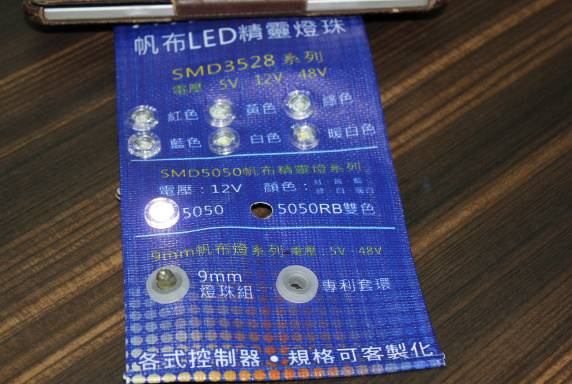 帆布LED精靈燈珠
SMD3528 系列
電壓 5V 12V 48V
紅色 黃色 綠色
藍色 白色 暖白色
SMD5050帆布精靈燈系列
電壓：12V 顏色：
5050 5050RB雙色
9mm帆布燈系列 電壓：5V - 48V
9mm
燈珠組 專利套環
各式控制器・規格可客製化